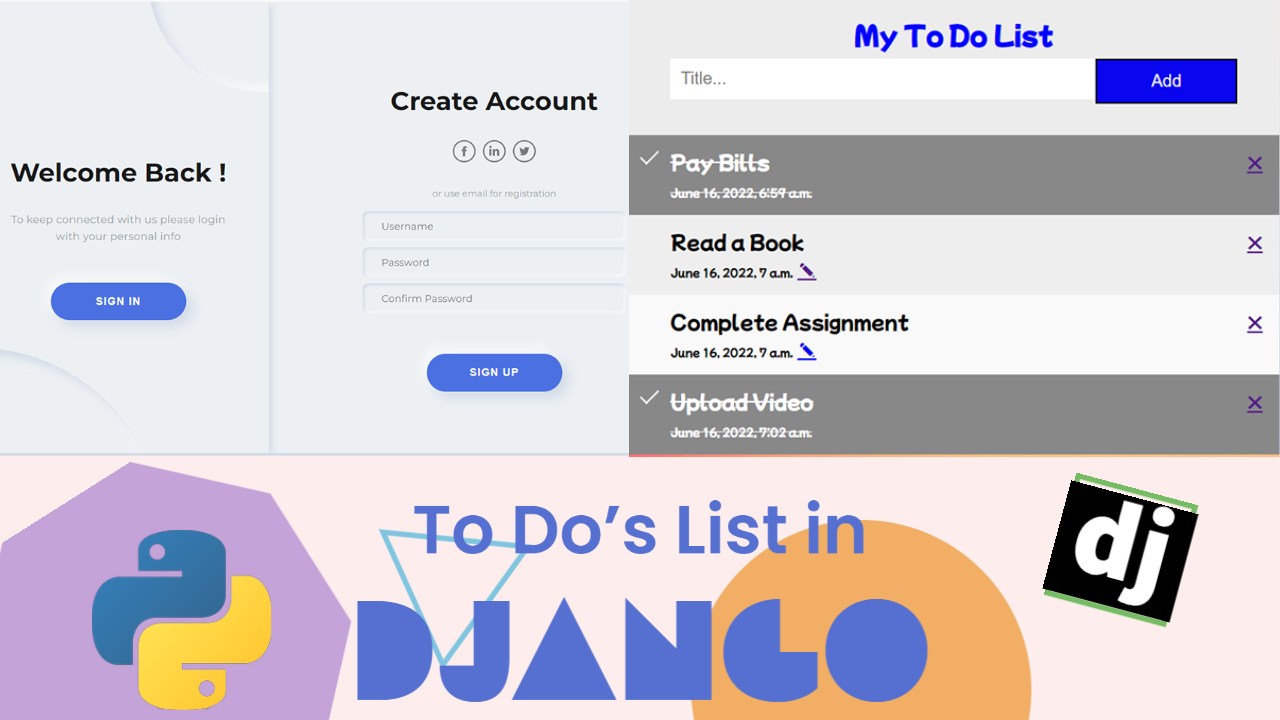 Welcome Back !
To keep connected with us please login
with your personal info
SIGN IN
Create Account
f in
or use email for registration
Username
Password
Confirm Password
SIGN UP
My To Do List
Title...
Add
Pay Bills
June 16, 2022, 6:59 a.m.
Read a Book
June 16, 2022, 7 a.m.
Complete Assignment
June 16, 2022, 7 a.m.
Upload Video
June 16, 2022, 7:02 a.m.
To Do’s List in
DJANGO
dj